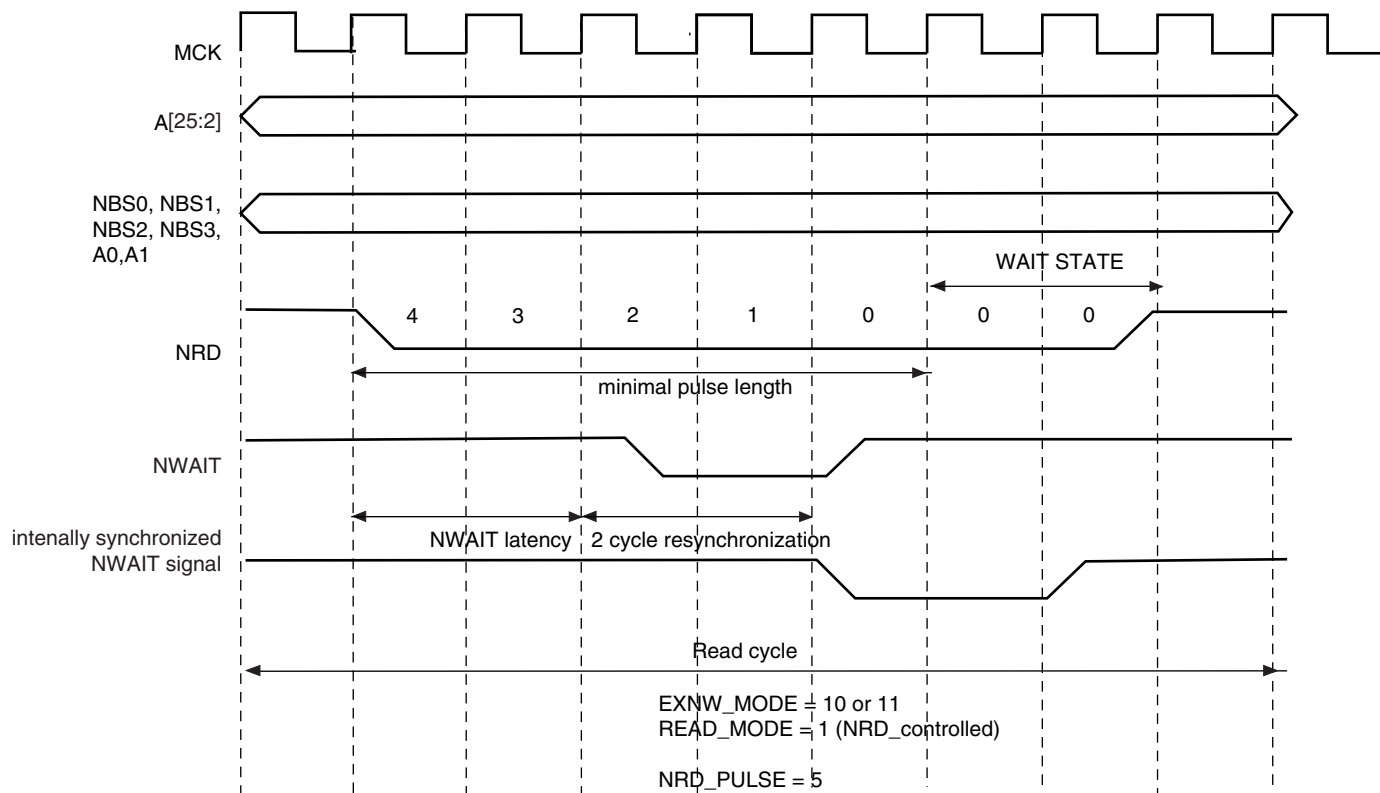 MCK
A[25:2]
NBS0, NBS1,
NBS2, NBS3,
A0,A1
WAIT STATE
4 3 2 1 0 0 0
NRD
minimal pulse length
NWAIT
intenally synchronized
NWAIT signal
NWAIT latency 2 cycle resynchronization
Read cycle
EXNW_MODE = 10 or 11
READ_MODE = 1 (NRD_controlled)
NRD_PULSE = 5